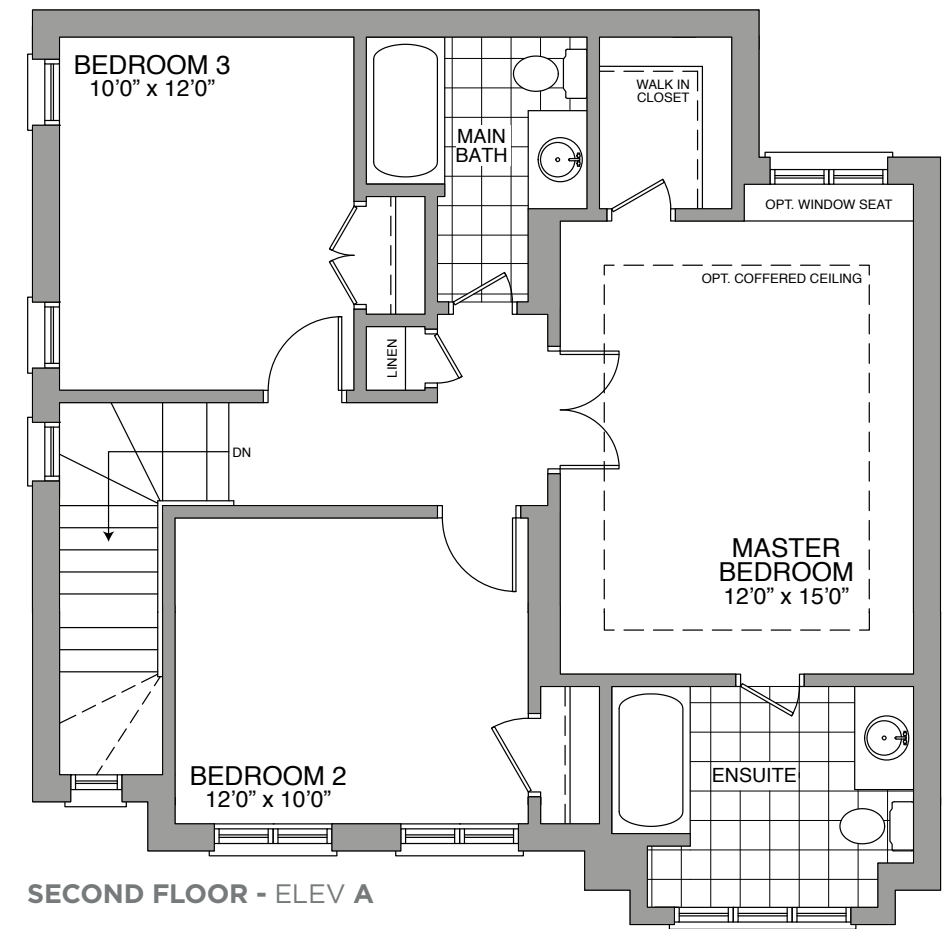 BEDROOM 3
10'0" x 12'0"
MAIN
BATH
WALK IN
CLOSET
OPT. WINDOW SEAT
OPT. COFFERED CEILING
LINEN
DN
MASTER
BEDROOM
12'0" x 15'0"
BEDROOM 2
12'0" x 10'0"
ENSUITE
SECOND FLOOR - ELEV A